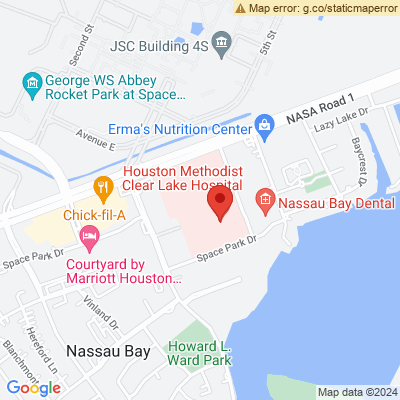 Map error: g.co/staticmaperror
JSC Building 4S
Second St
5th St
George WS Abbey
Rocket Park at Space...
NASA Road 1
Avenue E
Erma's Nutrition Center
Lazy Lake Dr
Baycrest Dr
Houston Methodist
Clear Lake Hospital
Chick-fil-A
Nassau Bay Dental
Space Park Dr
Space Park Dr
Courtyard by
Marriott Houston...
Vinland Dr
Hereford Ln
Blanchmont
Nassau Bay
Howard L.
Ward Park
Google
Map data ©2024